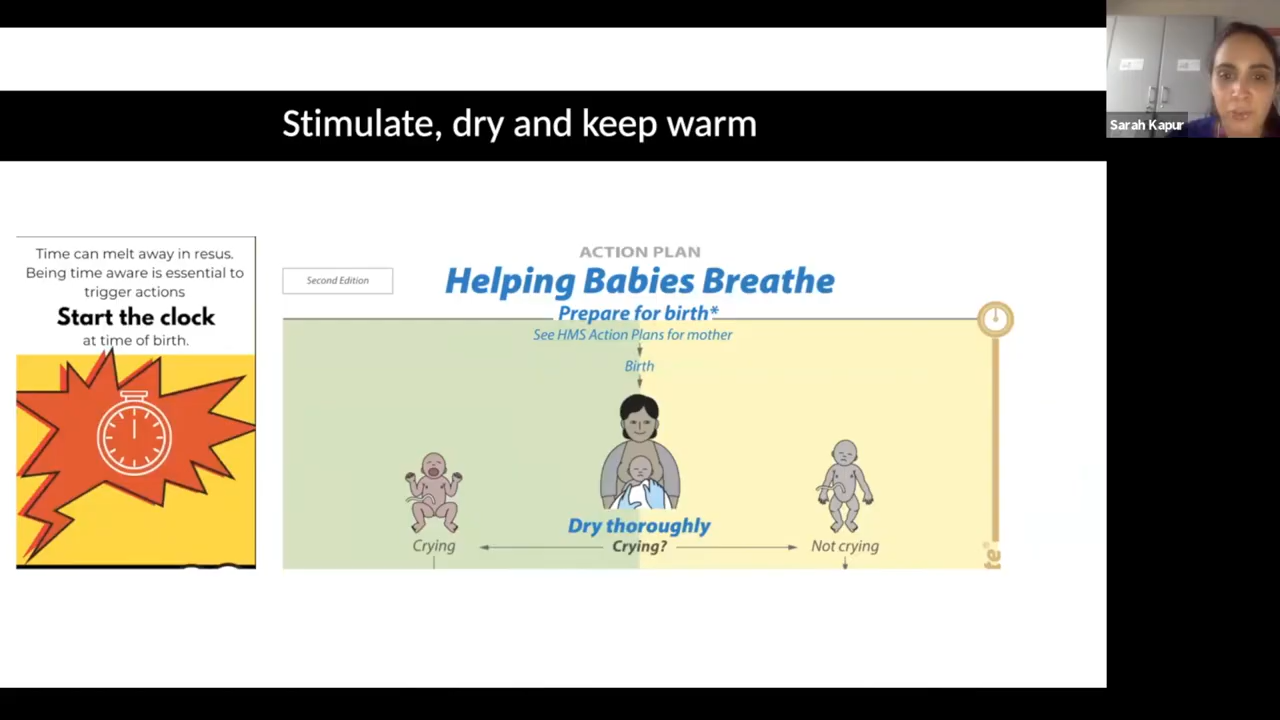 Stimulate, dry and keep warm
Sarah Kapur
Time can melt away in resus.
Being time aware is essential to
trigger actions
Start the clock
at time of birth.
ACTION PLAN
Second Edition
Helping Babies Breathe
Prepare for birth*
See HMS Action Plans for mother
Birth
Dry thoroughly
Crying
Crying?
Not crying